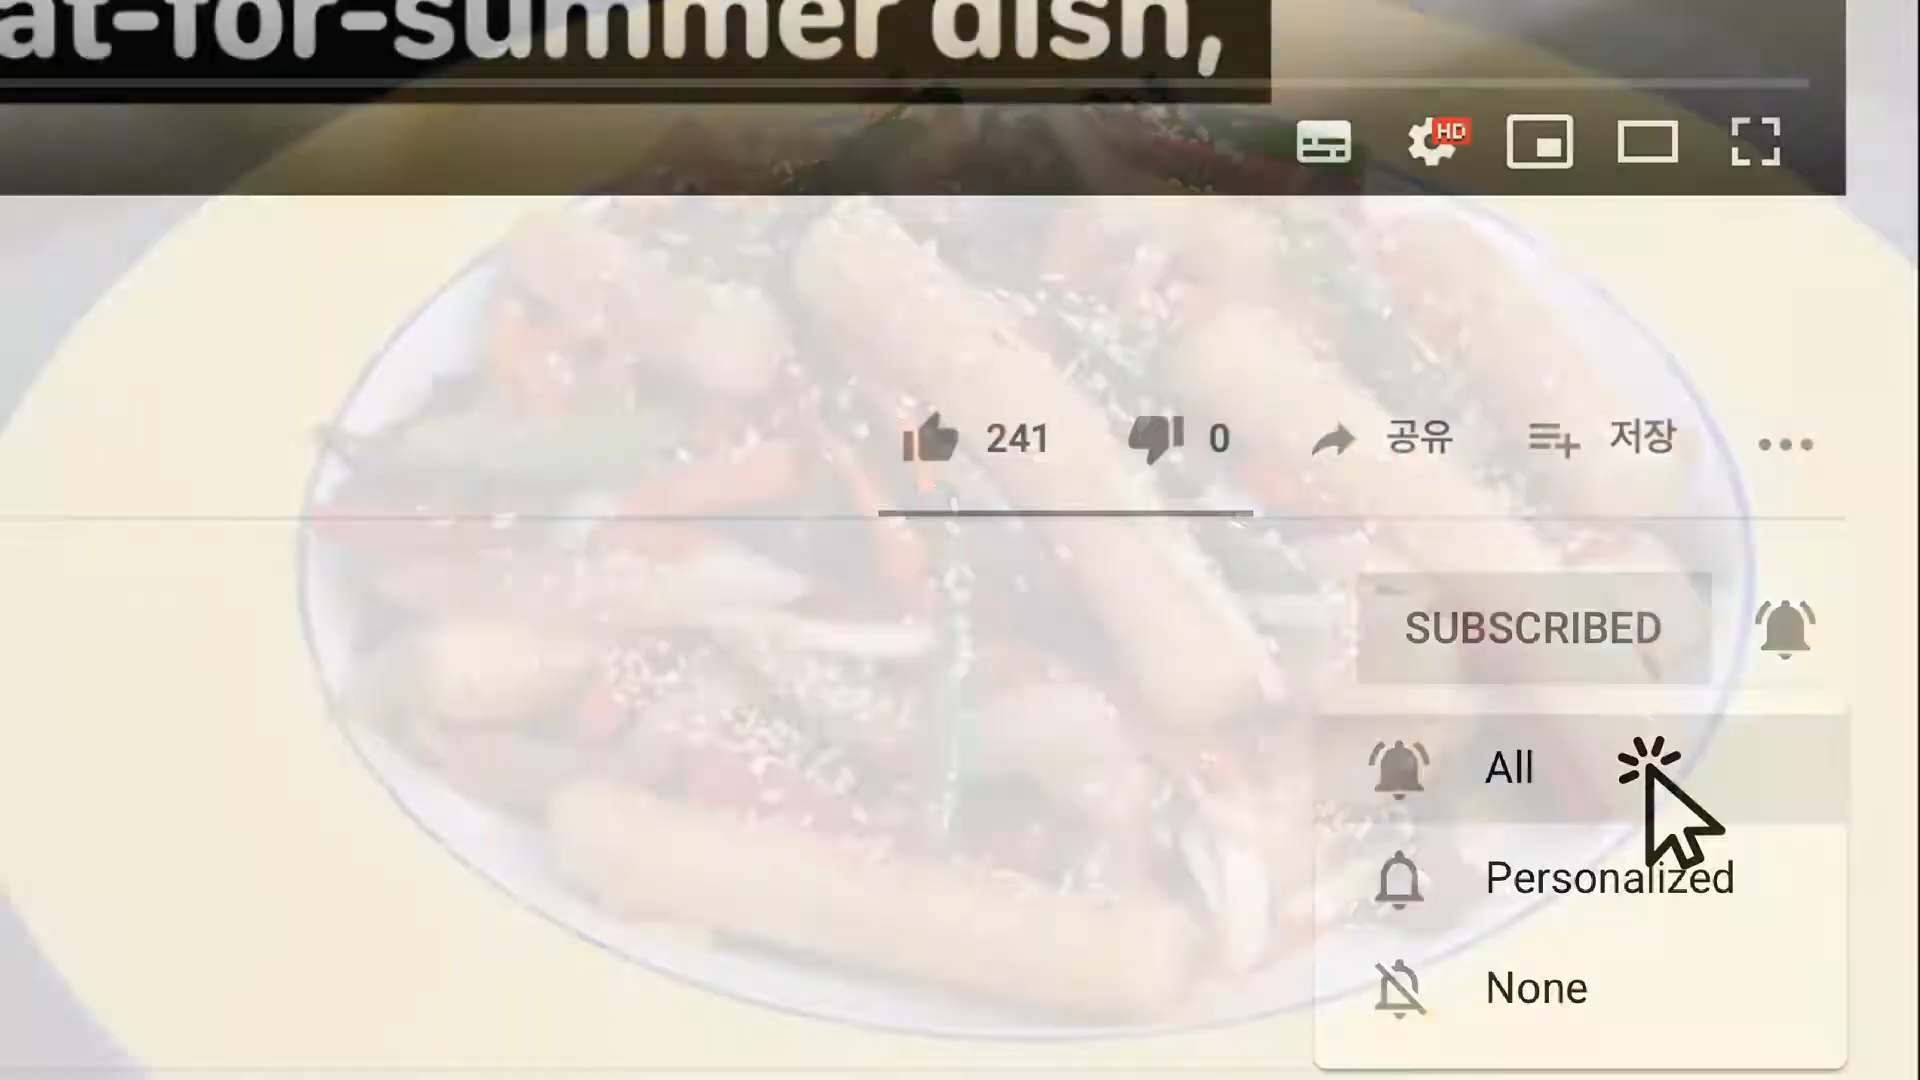 at-for-summer dish,
HD
241 0 공유 저장
SUBSCRIBED
All
Personalized
None